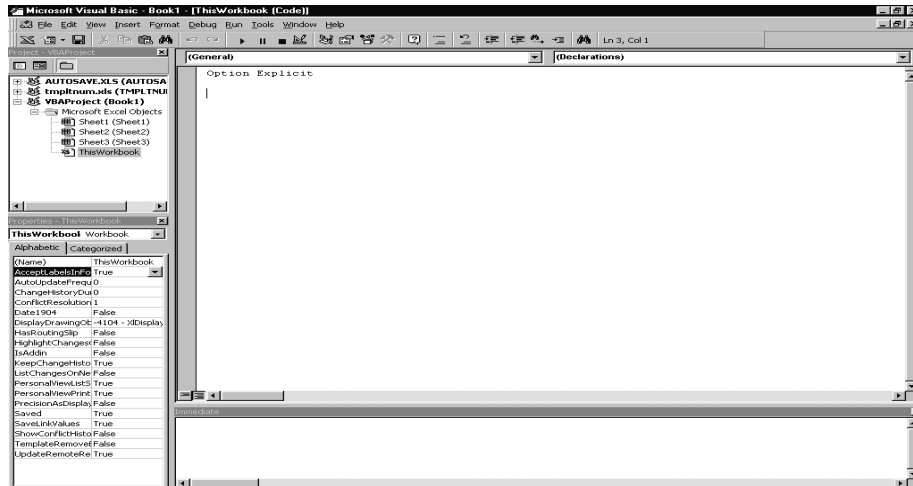 Microsoft Visual Basic - Book1 - [ThisWorkbook (Code)]
File Edit View Insert Format Debug Run Tools Window Help
Ln 3, Col 1
Project - VBAProject
AUTOSAVE.XLS (AUTOSA
tmpltnum.xls (TMPLTNU
VBAProject (Book1)
Microsoft Excel Objects
Sheet1 (Sheet1)
Sheet2 (Sheet2)
Sheet3 (Sheet3)
ThisWorkbook
Properties - ThisWorkbook
ThisWorkbool Workbook
Alphabetic Categorized
(Name) ThisWorkbook
AcceptLabelsInFo True
AutoUpdateFrequ 0
ChangeHistoryDu 0
ConflictResolution 1
Date1904 False
DisplayDrawingOb -4104 - xlDisplay
HasRoutingSlip False
HighlightChanges False
IsAddin False
KeepChangeHisto True
ListChangesOnNe False
PersonalViewListS True
PersonalViewPrint True
PrecisionAsDisplay False
Saved True
SaveLinkValues True
ShowConflictHisto False
TemplateRemoveE False
UpdateRemoteRe True
(General) (Declarations)
Option Explicit
Immediate